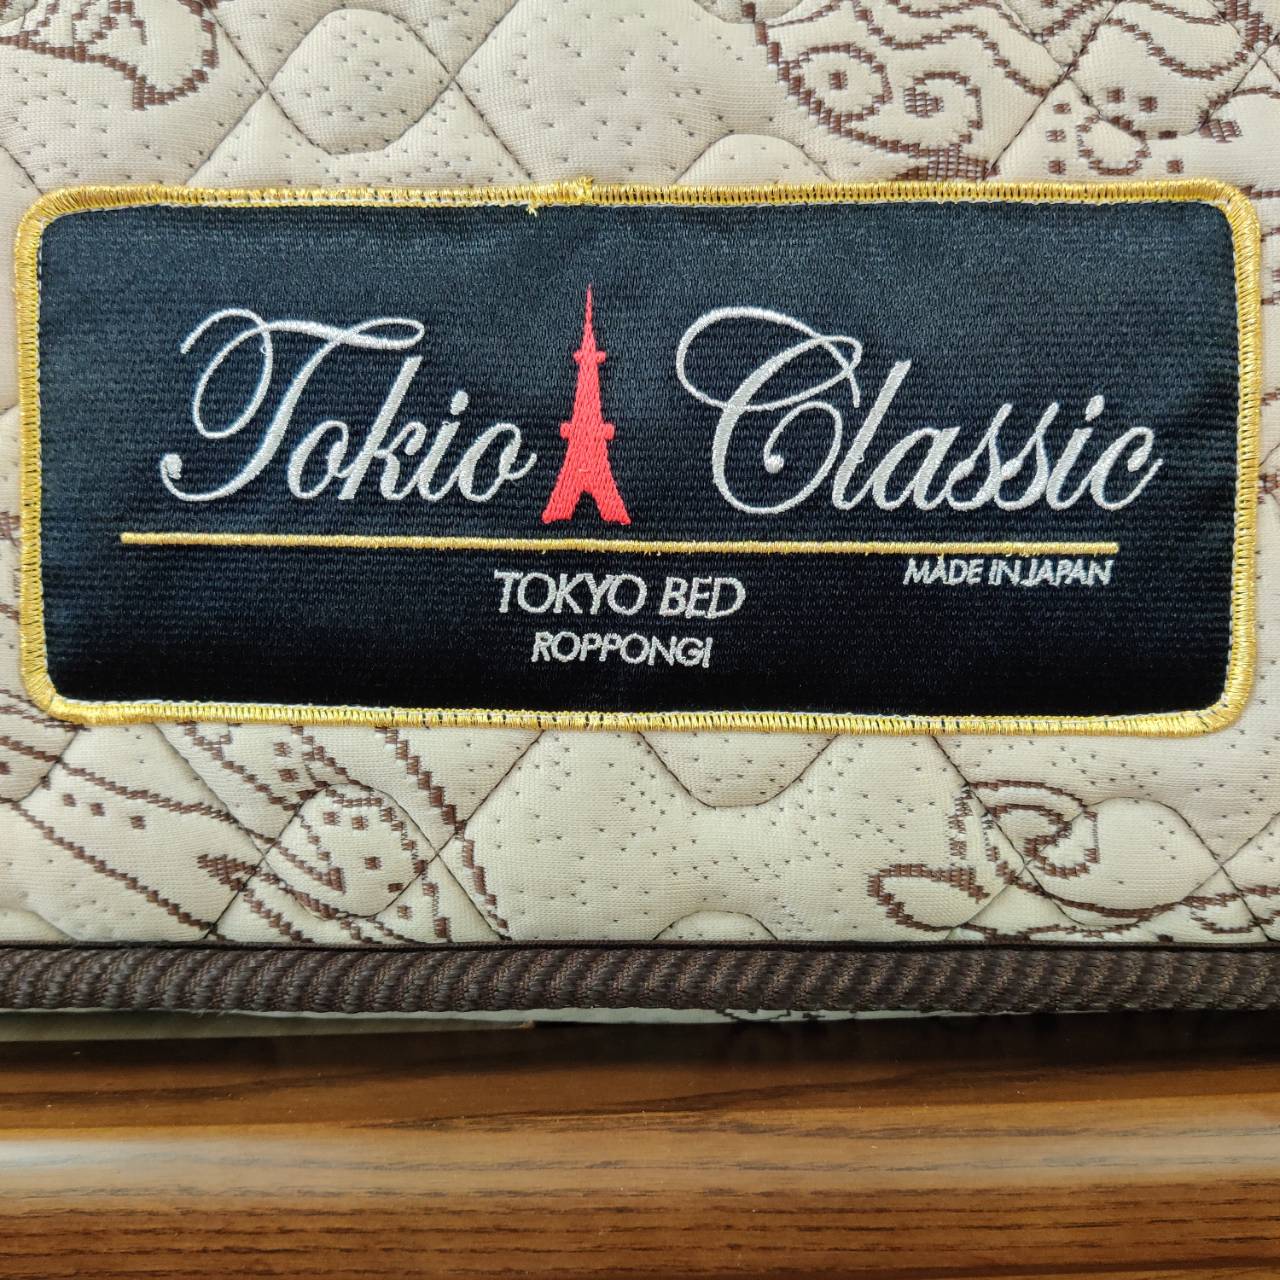 Tokio Classic
MADE IN JAPAN
TOKYO BED
ROPPONGI